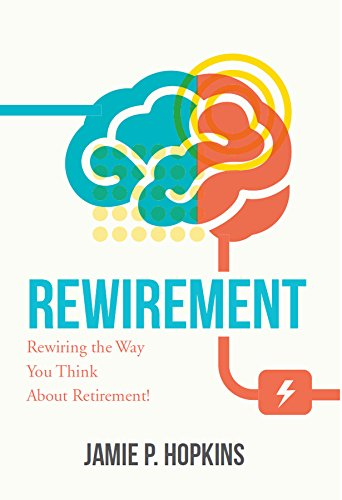 REWIREMENT
Rewiring the Way
You Think
About Retirement!
JAMIE P. HOPKINS